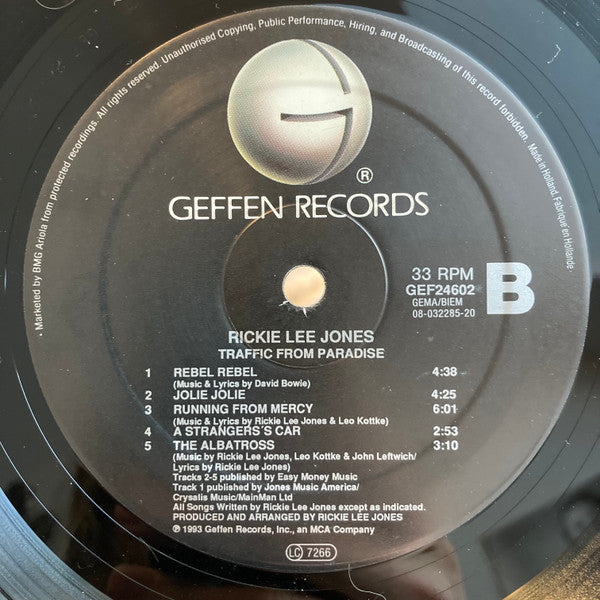 Marketed by BMG Ariola from protected recordings. All rights reserved. Unauthorised Copying, Public Performance, Hiring, and Broadcasting of this record forbidden.
Made in Holland. Fabriqué en Hollande
G
®
GEFFEN RECORDS
33 RPM
GEF24602
GEMA/BIEM
08-032285-20
B
RICKIE LEE JONES
TRAFFIC FROM PARADISE
1 REBEL REBEL 4:38
(Music & Lyrics by David Bowie)
2 JOLIE JOLIE 4:25
3 RUNNING FROM MERCY 6:01
(Music & Lyrics by Rickie Lee Jones & Leo Kottke)
4 A STRANGERS'S CAR 2:53
5 THE ALBATROSS 3:10
(Music by Rickie Lee Jones, Leo Kottke & John Leftwich/
Lyrics by Rickie Lee Jones)
Tracks 2-5 published by Easy Money Music
Track 1 published by Jones Music America/
Crysalis Music/MainMan Ltd
All Songs Written by Rickie Lee Jones except as indicated.
PRODUCED AND ARRANGED BY RICKIE LEE JONES
℗ 1993 Geffen Records, Inc., an MCA Company
LC 7266